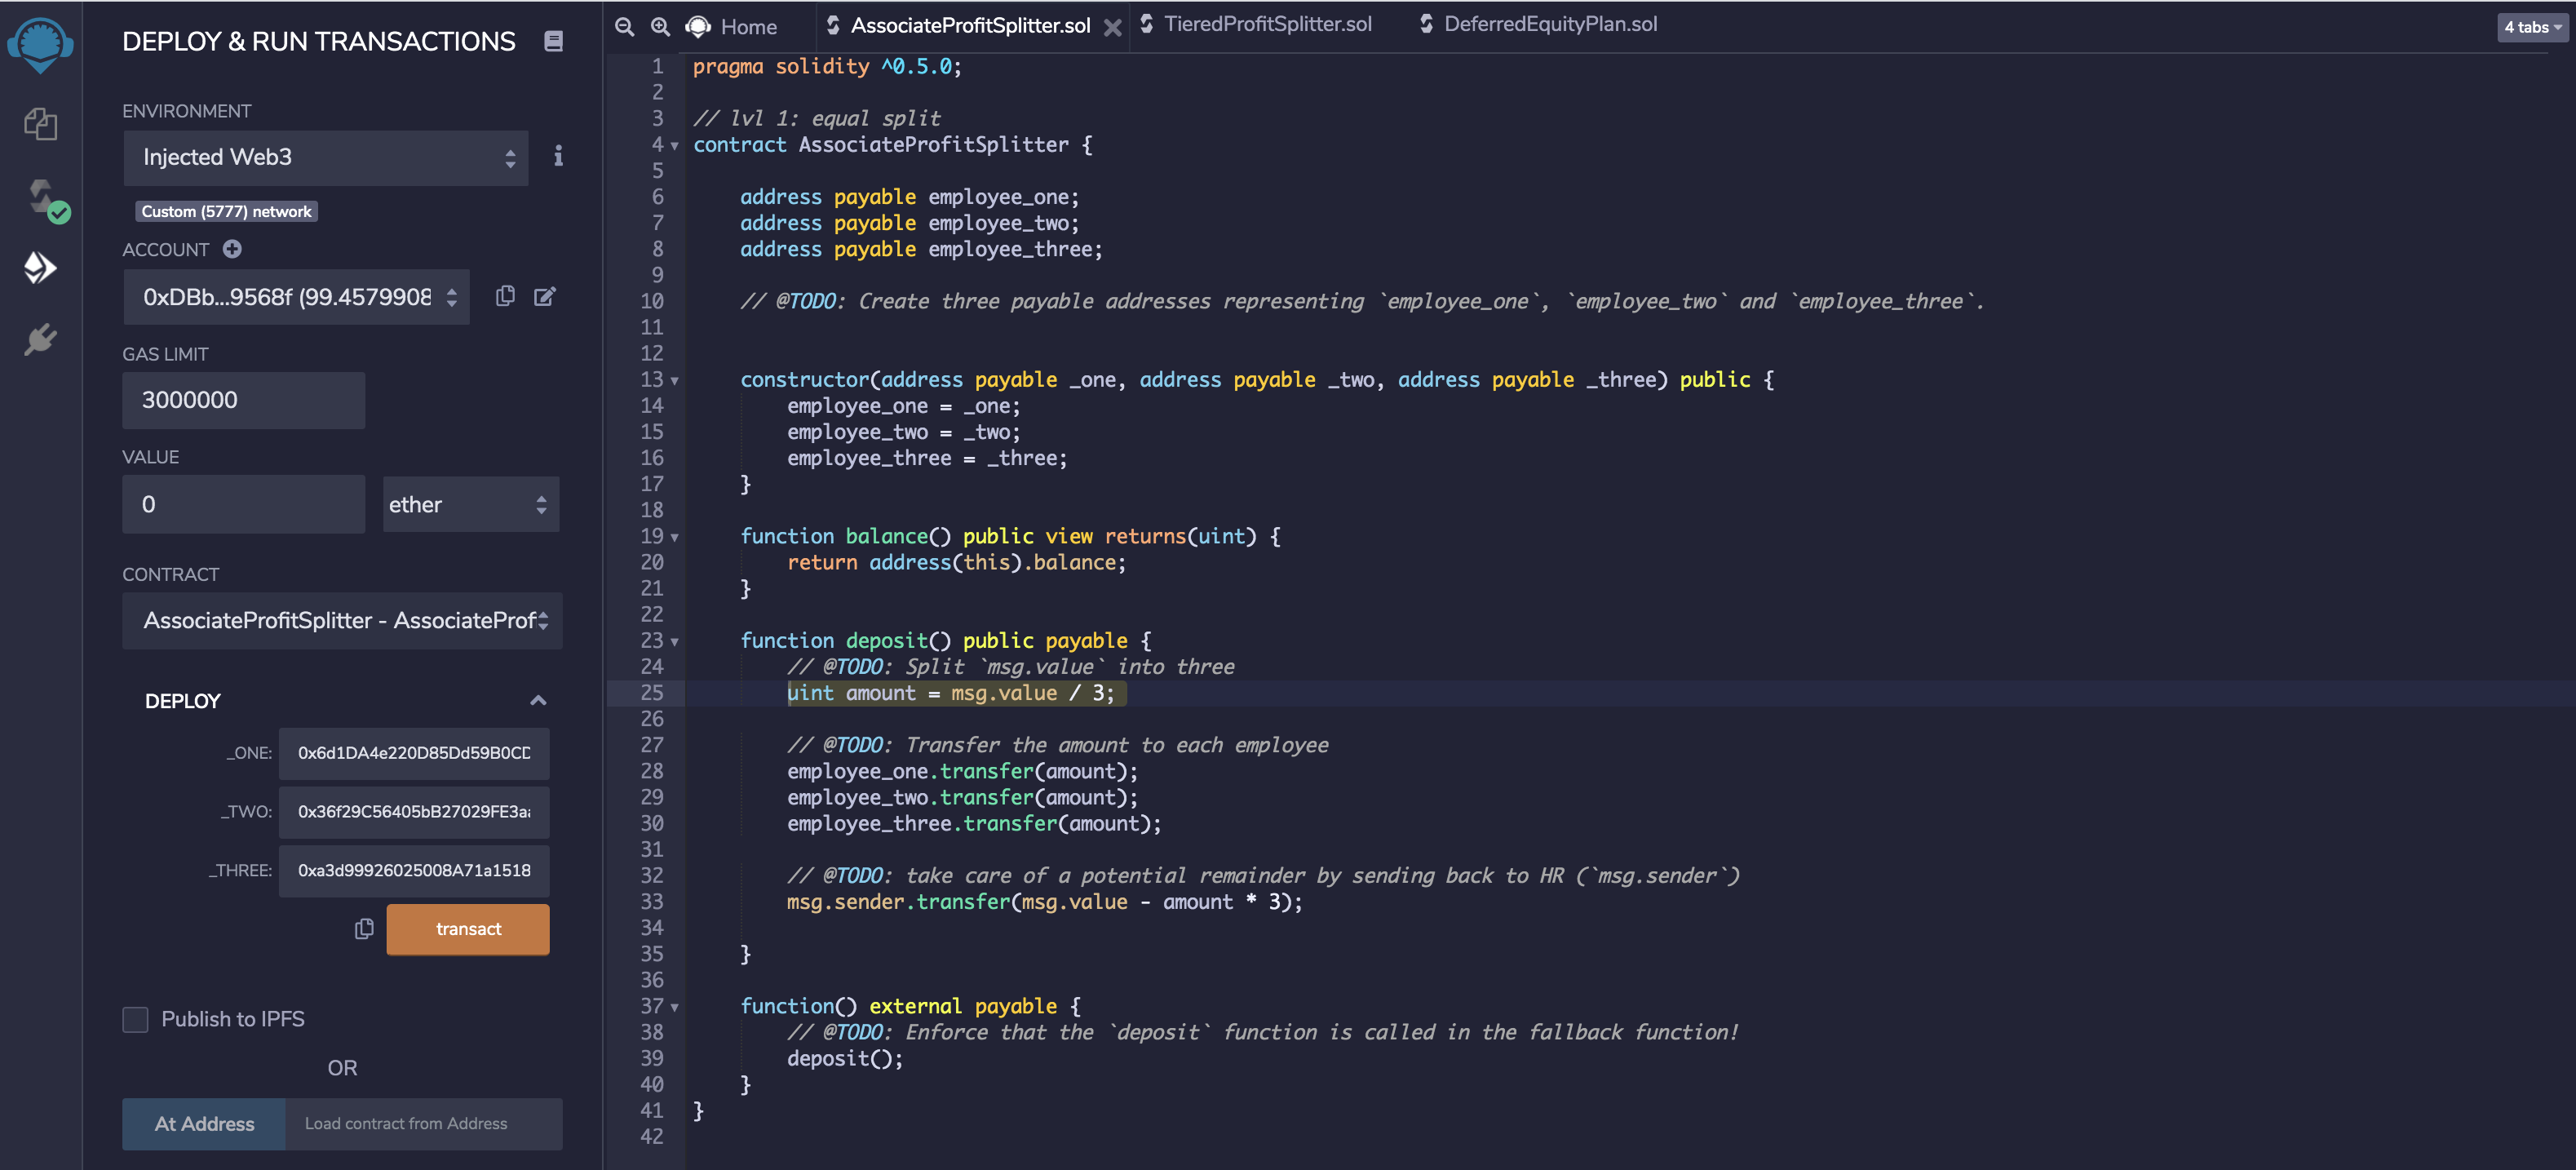 DEPLOY & RUN TRANSACTIONS
ENVIRONMENT
Injected Web3
Custom (5777) network
ACCOUNT
0xDBb...9568f (99.4579908
GAS LIMIT
3000000
VALUE
0
ether
CONTRACT
AssociateProfitSplitter - AssociateProf
DEPLOY
_ONE: 0x6d1DA4e220D85Dd59B0CD
_TWO: 0x36f29C56405bB27029FE3a
_THREE: 0xa3d99926025008A71a1518
transact
Publish to IPFS
OR
At Address
Load contract from Address
Home
AssociateProfitSplitter.sol
TieredProfitSplitter.sol
DeferredEquityPlan.sol
4 tabs
1 pragma solidity ^0.5.0;
2
3 // lvl 1: equal split
4 contract AssociateProfitSplitter {
5
6 address payable employee_one;
7 address payable employee_two;
8 address payable employee_three;
9
10 // @TODO: Create three payable addresses representing `employee_one`, `employee_two` and `employee_three`.
11
12
13 constructor(address payable _one, address payable _two, address payable _three) public {
14 employee_one = _one;
15 employee_two = _two;
16 employee_three = _three;
17 }
18
19 function balance() public view returns(uint) {
20 return address(this).balance;
21 }
22
23 function deposit() public payable {
24 // @TODO: Split `msg.value` into three
25 uint amount = msg.value / 3;
26
27 // @TODO: Transfer the amount to each employee
28 employee_one.transfer(amount);
29 employee_two.transfer(amount);
30 employee_three.transfer(amount);
31
32 // @TODO: take care of a potential remainder by sending back to HR (`msg.sender`)
33 msg.sender.transfer(msg.value - amount * 3);
34
35 }
36
37 function() external payable {
38 // @TODO: Enforce that the `deposit` function is called in the fallback function!
39 deposit();
40 }
41 }
42